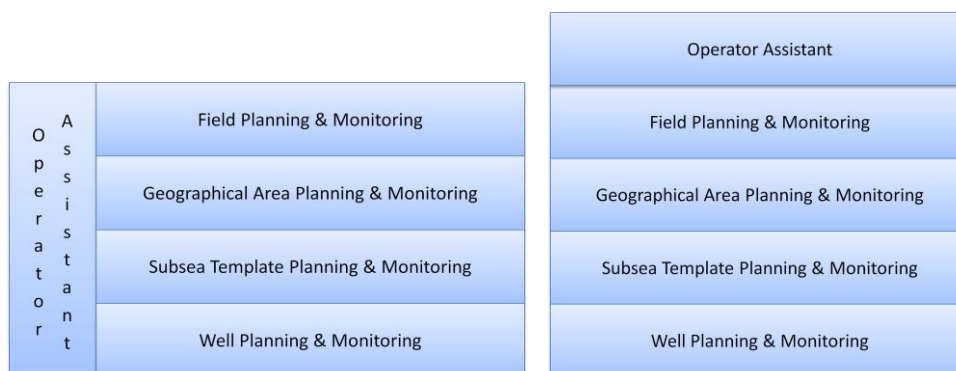 Operator
Assistant
Field Planning & Monitoring
Geographical Area Planning & Monitoring
Subsea Template Planning & Monitoring
Well Planning & Monitoring
Operator Assistant
Field Planning & Monitoring
Geographical Area Planning & Monitoring
Subsea Template Planning & Monitoring
Well Planning & Monitoring